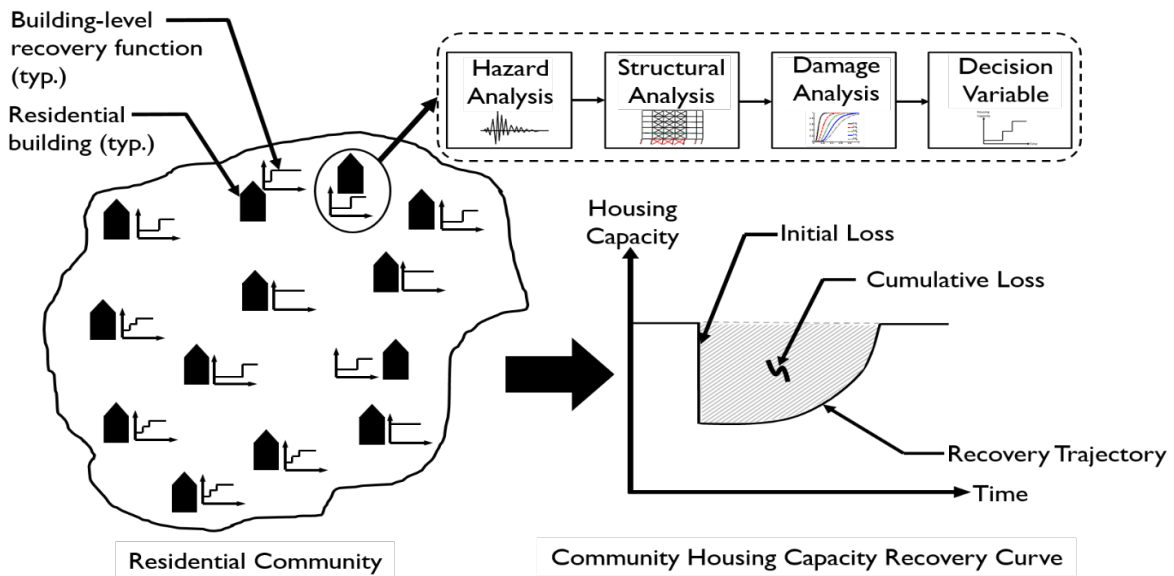 Building-level
recovery function
(typ.)
Residential
building (typ.)
Hazard
Analysis
Structural
Analysis
Damage
Analysis
Decision
Variable
Housing
Capacity
Initial Loss
Cumulative Loss
Recovery Trajectory
Time
Residential Community
Community Housing Capacity Recovery Curve